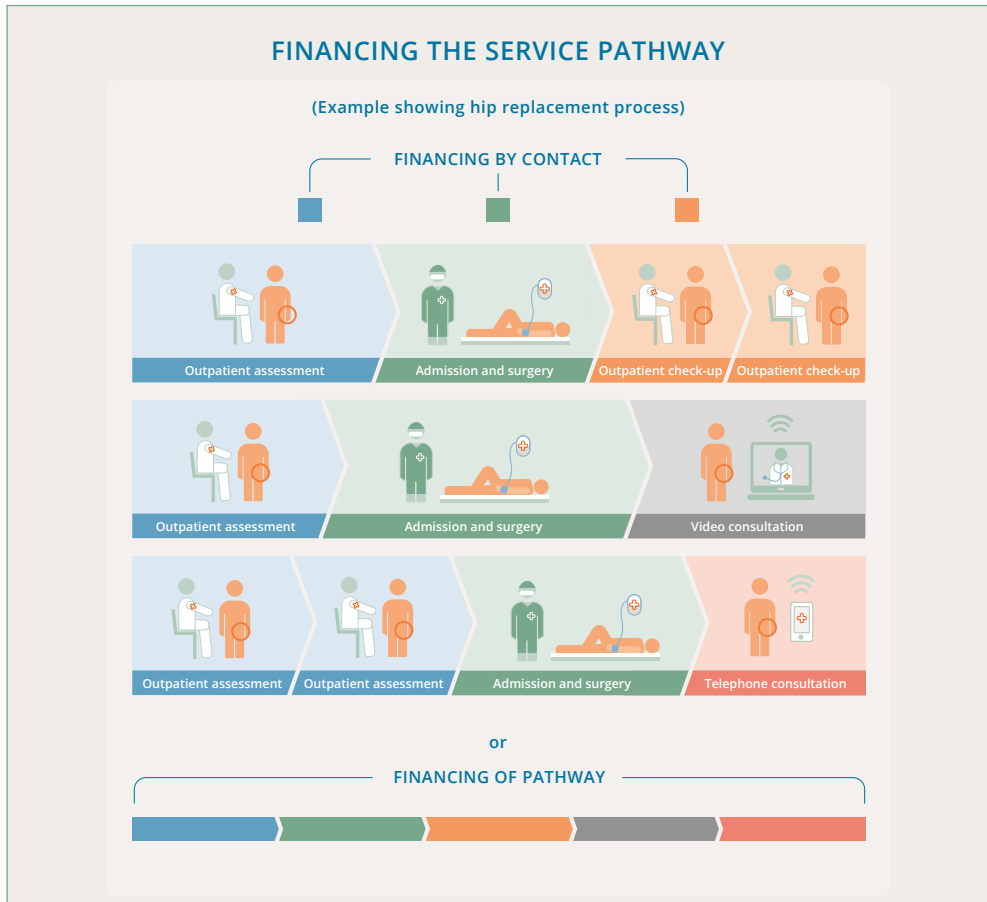 FINANCING THE SERVICE PATHWAY
(Example showing hip replacement process)
FINANCING BY CONTACT
Outpatient assessment
Admission and surgery
Outpatient check-up
Outpatient check-up
Outpatient assessment
Admission and surgery
Video consultation
Outpatient assessment
Outpatient assessment
Admission and surgery
Telephone consultation
or
FINANCING OF PATHWAY